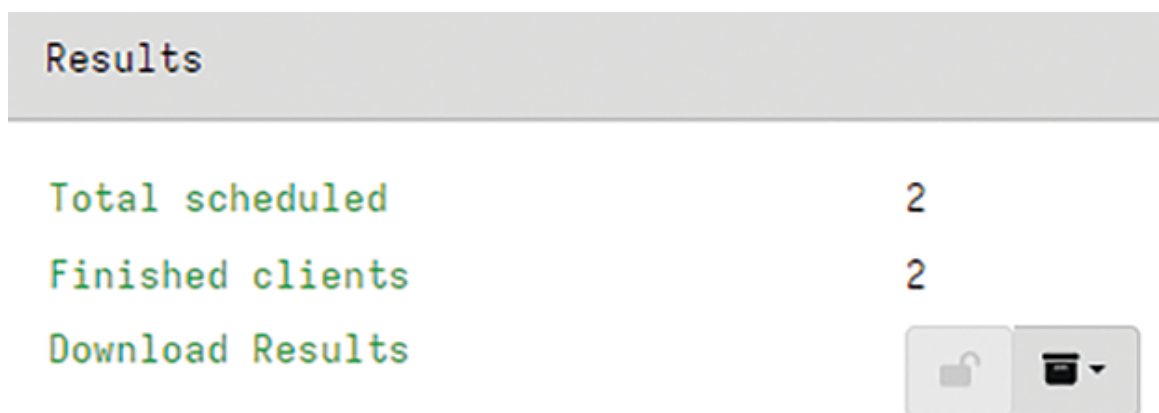 Results
Total scheduled 2
Finished clients 2
Download Results